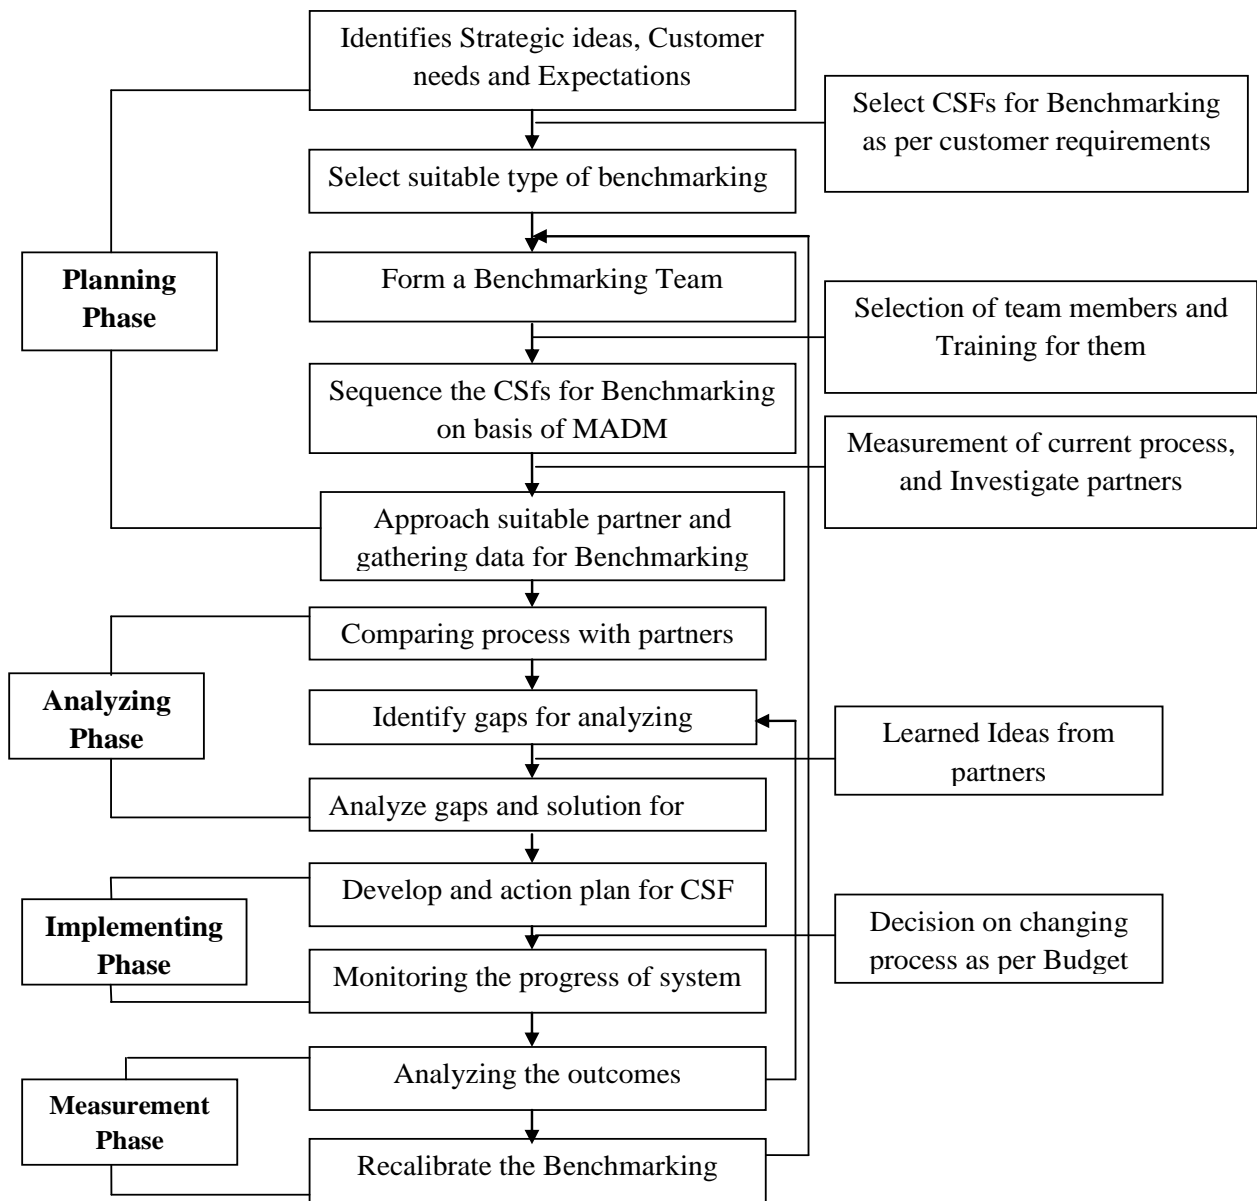 Identifies Strategic ideas, Customer
needs and Expectations
Select CSFs for Benchmarking
as per customer requirements
Select suitable type of benchmarking
Planning
Phase
Form a Benchmarking Team
Selection of team members and
Training for them
Sequence the CSfs for Benchmarking
on basis of MADM
Measurement of current process,
and Investigate partners
Approach suitable partner and
gathering data for Benchmarking
Comparing process with partners
Analyzing
Phase
Identify gaps for analyzing
Learned Ideas from
partners
Analyze gaps and solution for
Develop and action plan for CSF
Implementing
Phase
Decision on changing
process as per Budget
Monitoring the progress of system
Analyzing the outcomes
Measurement
Phase
Recalibrate the Benchmarking